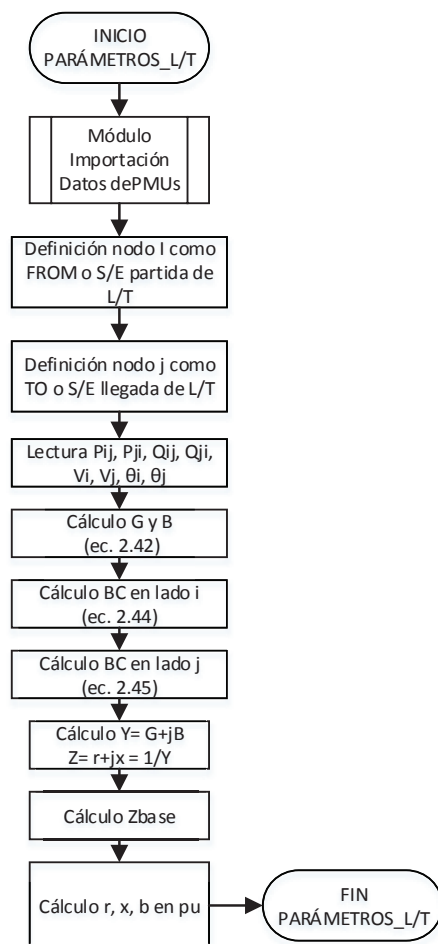 INICIO
PARÁMETROS_L/T
Módulo
Importación
Datos dePMUs
Definición nodo I como
FROM o S/E partida de
L/T
Definición nodo j como
TO o S/E llegada de L/T
Lectura Pij, Pji, Qij, Qji,
Vi, Vj, θi, θj
Cálculo G y B
(ec. 2.42)
Cálculo BC en lado i
(ec. 2.44)
Cálculo BC en lado j
(ec. 2.45)
Cálculo Y= G+jB
Z= r+jx = 1/Y
Cálculo Zbase
Cálculo r, x, b en pu
FIN
PARÁMETROS_L/T